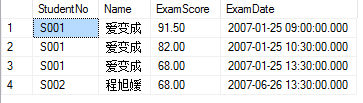 StudentNo Name ExamScore ExamDate
1 S001 爱变成 91.50 2007-01-25 09:00:00.000
2 S001 爱变成 82.00 2007-01-25 10:30:00.000
3 S001 爱变成 68.00 2007-01-25 13:30:00.000
4 S002 程旭媛 68.00 2007-06-26 13:30:00.000